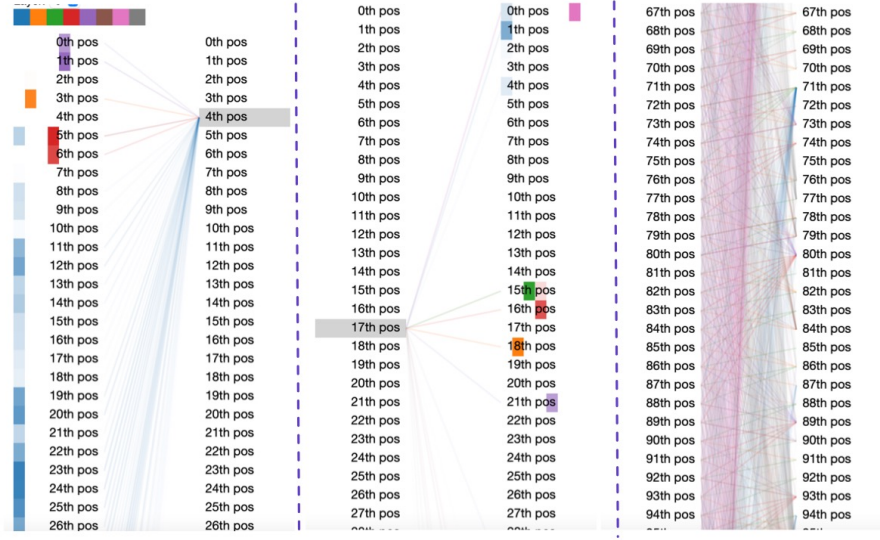 0th pos 0th pos
1th pos 1th pos
2th pos 2th pos
3th pos 3th pos
4th pos 4th pos
5th pos 5th pos
6th pos 6th pos
7th pos 7th pos
8th pos 8th pos
9th pos 9th pos
10th pos 10th pos
11th pos 11th pos
12th pos 12th pos
13th pos 13th pos
14th pos 14th pos
15th pos 15th pos
16th pos 16th pos
17th pos 17th pos
18th pos 18th pos
19th pos 19th pos
20th pos 20th pos
21th pos 21th pos
22th pos 22th pos
23th pos 23th pos
24th pos 24th pos
25th pos 25th pos
26th pos 26th pos
0th pos 0th pos
1th pos 1th pos
2th pos 2th pos
3th pos 3th pos
4th pos 4th pos
5th pos 5th pos
6th pos 6th pos
7th pos 7th pos
8th pos 8th pos
9th pos 9th pos
10th pos 10th pos
11th pos 11th pos
12th pos 12th pos
13th pos 13th pos
14th pos 14th pos
15th pos 15th pos
16th pos 16th pos
17th pos 17th pos
18th pos 18th pos
19th pos 19th pos
20th pos 20th pos
21th pos 21th pos
22th pos 22th pos
23th pos 23th pos
24th pos 24th pos
25th pos 25th pos
26th pos 26th pos
27th pos 27th pos
67th pos 67th pos
68th pos 68th pos
69th pos 69th pos
70th pos 70th pos
71th pos 71th pos
72th pos 72th pos
73th pos 73th pos
74th pos 74th pos
75th pos 75th pos
76th pos 76th pos
77th pos 77th pos
78th pos 78th pos
79th pos 79th pos
80th pos 80th pos
81th pos 81th pos
82th pos 82th pos
83th pos 83th pos
84th pos 84th pos
85th pos 85th pos
86th pos 86th pos
87th pos 87th pos
88th pos 88th pos
89th pos 89th pos
90th pos 90th pos
91th pos 91th pos
92th pos 92th pos
93th pos 93th pos
94th pos 94th pos